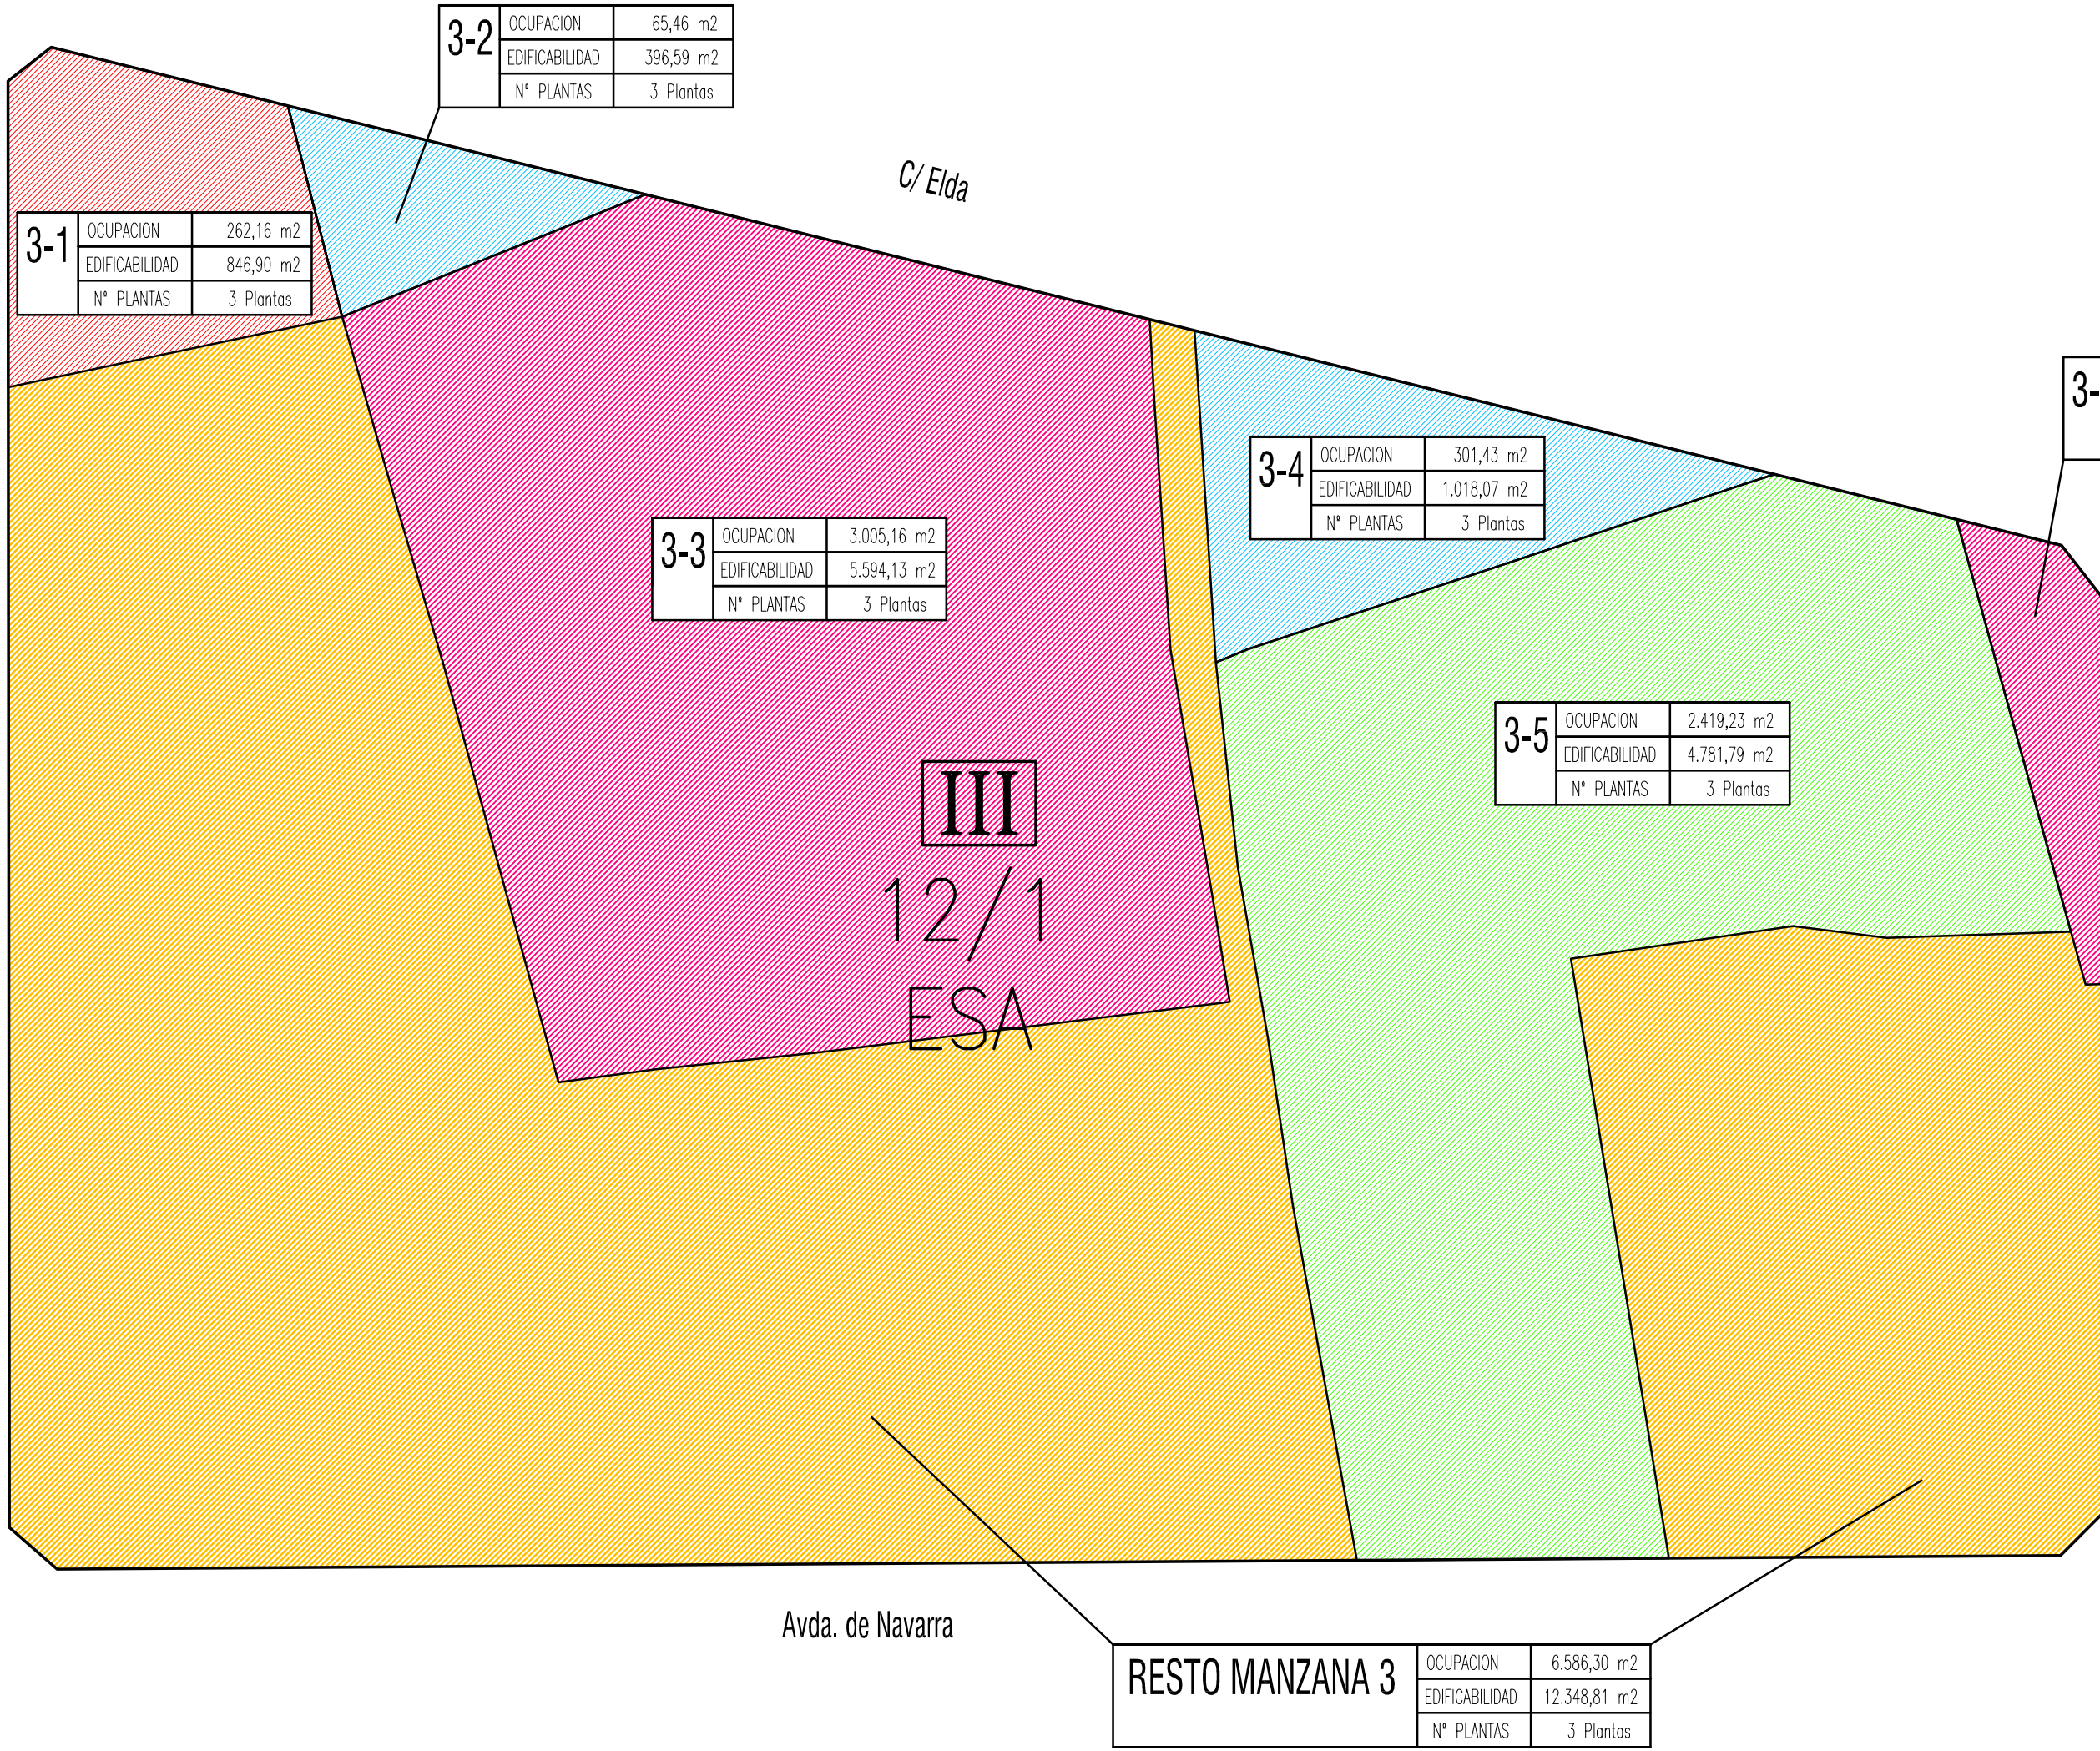 3-2
OCUPACION 65,46 m2
EDIFICABILIDAD 396,59 m2
Nº PLANTAS 3 Plantas
C/ Elda
3-1
OCUPACION 262,16 m2
EDIFICABILIDAD 846,90 m2
Nº PLANTAS 3 Plantas
3-
3-4
OCUPACION 301,43 m2
EDIFICABILIDAD 1.018,07 m2
Nº PLANTAS 3 Plantas
3-3
OCUPACION 3.005,16 m2
EDIFICABILIDAD 5.594,13 m2
Nº PLANTAS 3 Plantas
3-5
OCUPACION 2.419,23 m2
EDIFICABILIDAD 4.781,79 m2
Nº PLANTAS 3 Plantas
III
12/1
ESA
Avda. de Navarra
RESTO MANZANA 3
OCUPACION 6.586,30 m2
EDIFICABILIDAD 12.348,81 m2
Nº PLANTAS 3 Plantas